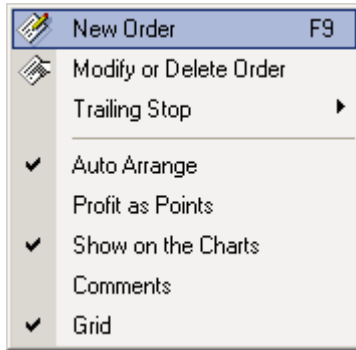 New Order F9
Modify or Delete Order
Trailing Stop
Auto Arrange
Profit as Points
Show on the Charts
Comments
Grid